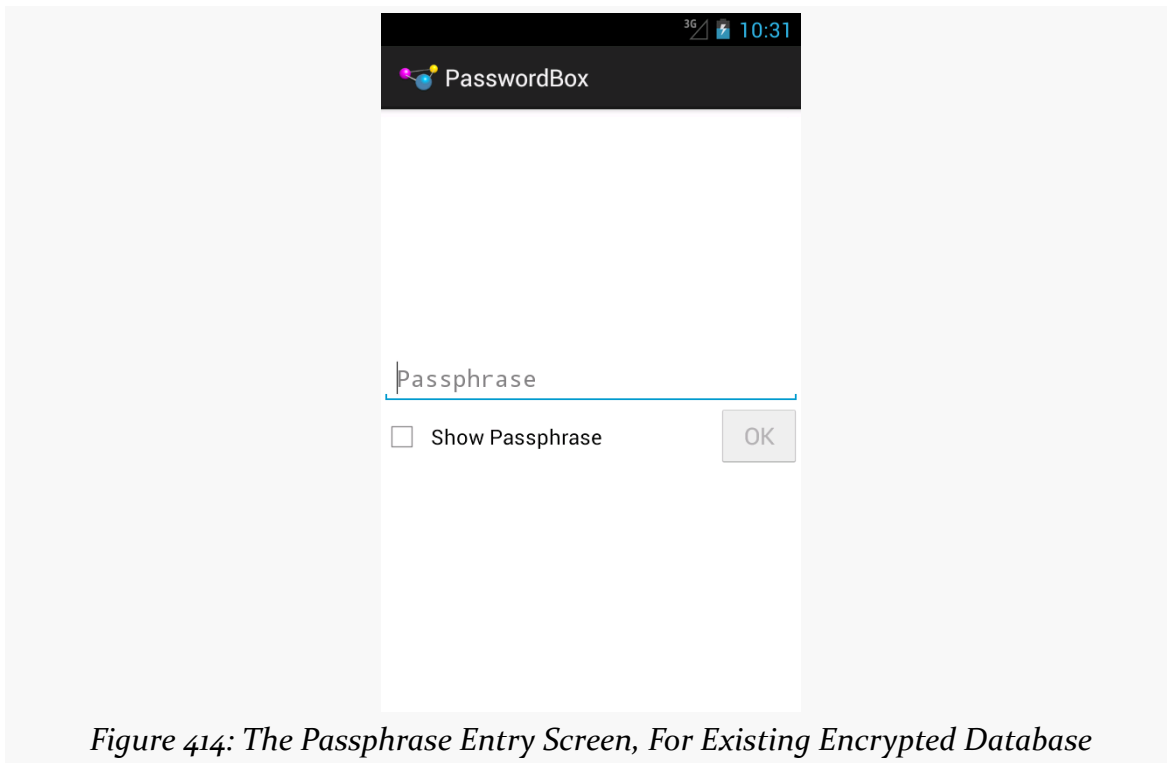 3G 10:31
PasswordBox
Passphrase
Show Passphrase OK
Figure 414: The Passphrase Entry Screen, For Existing Encrypted Database